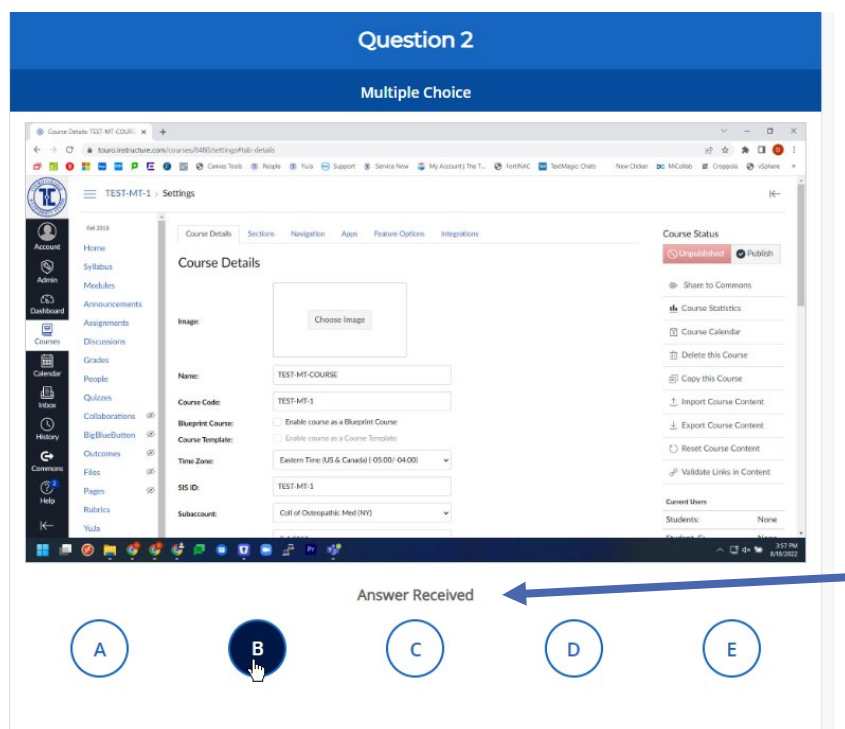 Question 2
Multiple Choice
Course Details: TEST-MT-COURS
touro.instructure.com/courses/8480/settings#tab-details
Canvas Tools People YuJa Support Service Now My Account | The T... FortiNAC TextMagic Chats New Clicker MiCollab Croppola vSphere
TEST-MT-1 › Settings
Account
Admin
Dashboard
Courses
Calendar
Inbox
History
Commons
Help
Fall 2018
Home
Syllabus
Modules
Announcements
Assignments
Discussions
Grades
People
Quizzes
Collaborations
BigBlueButton
Outcomes
Files
Pages
Rubrics
YuJa
Course Details Sections Navigation Apps Feature Options Integrations
Course Details
Image:
Choose Image
Name: TEST-MT-COURSE
Course Code: TEST-MT-1
Blueprint Course: Enable course as a Blueprint Course
Course Template: Enable course as a Course Template
Time Zone: Eastern Time (US & Canada) (-05:00/-04:00)
SIS ID: TEST-MT-1
Subaccount: Coll of Osteopathic Med (NY)
Course Status
Unpublished Publish
Share to Commons
Course Statistics
Course Calendar
Delete this Course
Copy this Course
Import Course Content
Export Course Content
Reset Course Content
Validate Links in Content
Current Users
Students: None
3:57 PM
8/18/2022
Answer Received
A B C D E